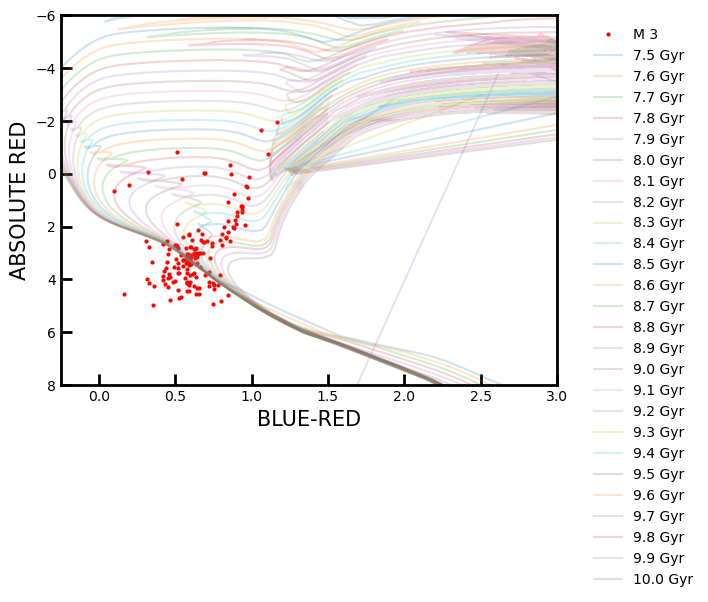 −6
−4
−2
0
2
4
6
8
ABSOLUTE RED
0.0 0.5 1.0 1.5 2.0 2.5 3.0
BLUE-RED
M 3
7.5 Gyr
7.6 Gyr
7.7 Gyr
7.8 Gyr
7.9 Gyr
8.0 Gyr
8.1 Gyr
8.2 Gyr
8.3 Gyr
8.4 Gyr
8.5 Gyr
8.6 Gyr
8.7 Gyr
8.8 Gyr
8.9 Gyr
9.0 Gyr
9.1 Gyr
9.2 Gyr
9.3 Gyr
9.4 Gyr
9.5 Gyr
9.6 Gyr
9.7 Gyr
9.8 Gyr
9.9 Gyr
10.0 Gyr